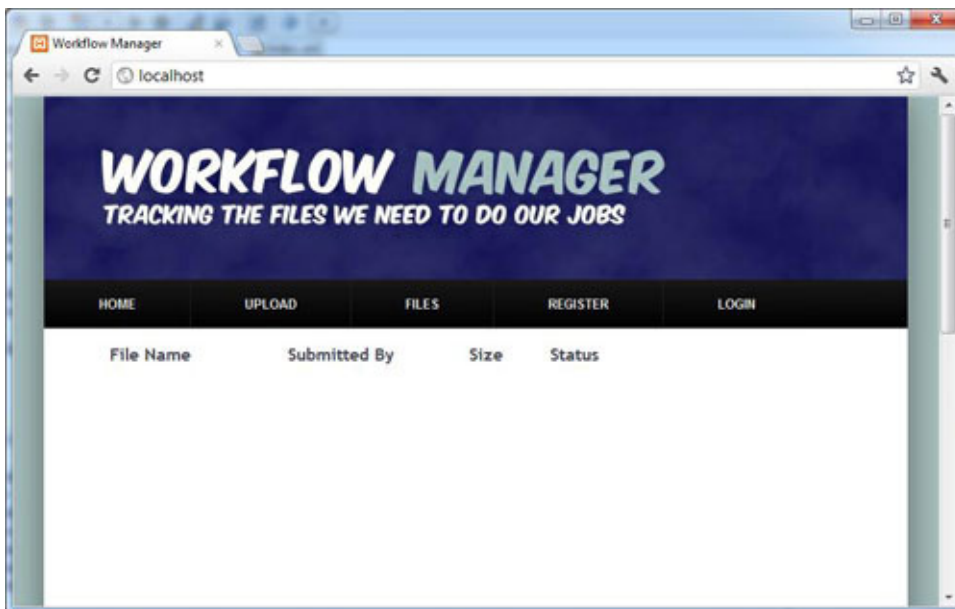 Workflow Manager
localhost
WORKFLOW MANAGER
TRACKING THE FILES WE NEED TO DO OUR JOBS
HOME UPLOAD FILES REGISTER LOGIN
File Name Submitted By Size Status